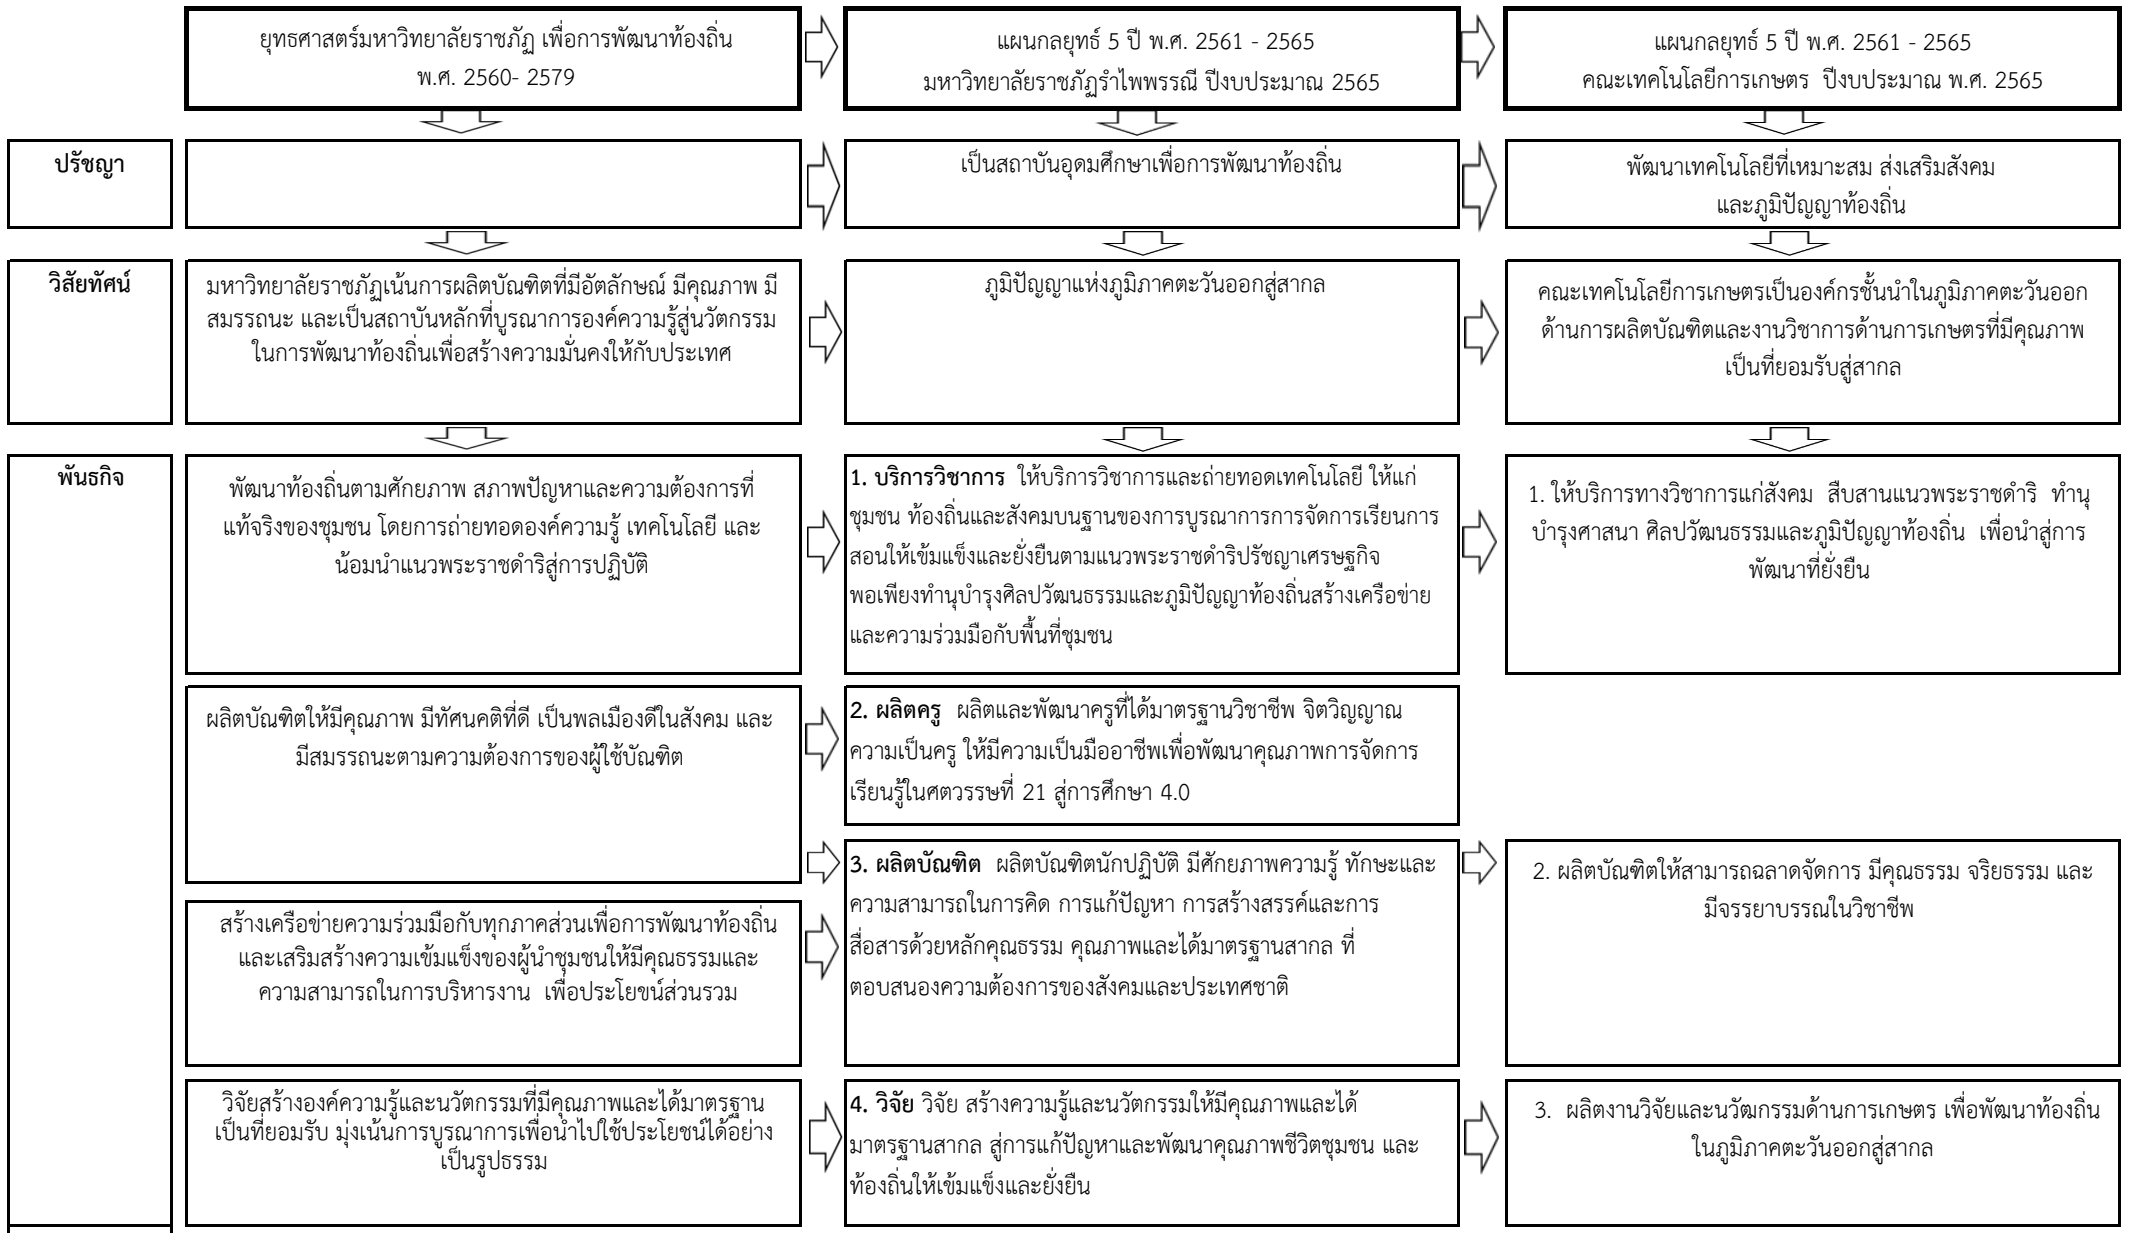 ยุทธศาสตร์มหาวิทยาลัยราชภัฏ เพื่อการพัฒนาท้องถิ่น
พ.ศ. 2560- 2579
แผนกลยุทธ์ 5 ปี พ.ศ. 2561 - 2565
มหาวิทยาลัยราชภัฏรำไพพรรณี ปีงบประมาณ 2565
แผนกลยุทธ์ 5 ปี พ.ศ. 2561 - 2565
คณะเทคโนโลยีการเกษตร ปีงบประมาณ พ.ศ. 2565
ปรัชญา
เป็นสถาบันอุดมศึกษาเพื่อการพัฒนาท้องถิ่น
พัฒนาเทคโนโลยีที่เหมาะสม ส่งเสริมสังคม
และภูมิปัญญาท้องถิ่น
วิสัยทัศน์
มหาวิทยาลัยราชภัฏเน้นการผลิตบัณฑิตที่มีอัตลักษณ์ มีคุณภาพ มี
สมรรถนะ และเป็นสถาบันหลักที่บูรณาการองค์ความรู้สู่นวัตกรรม
ในการพัฒนาท้องถิ่นเพื่อสร้างความมั่นคงให้กับประเทศ
ภูมิปัญญาแห่งภูมิภาคตะวันออกสู่สากล
คณะเทคโนโลยีการเกษตรเป็นองค์กรชั้นนำในภูมิภาคตะวันออก
ด้านการผลิตบัณฑิตและงานวิชาการด้านการเกษตรที่มีคุณภาพ
เป็นที่ยอมรับสู่สากล
พันธกิจ
พัฒนาท้องถิ่นตามศักยภาพ สภาพปัญหาและความต้องการที่
แท้จริงของชุมชน โดยการถ่ายทอดองค์ความรู้ เทคโนโลยี และ
น้อมนำแนวพระราชดำริสู่การปฏิบัติ
1. บริการวิชาการ ให้บริการวิชาการและถ่ายทอดเทคโนโลยี ให้แก่
ชุมชน ท้องถิ่นและสังคมบนฐานของการบูรณาการการจัดการเรียนการ
สอนให้เข้มแข็งและยั่งยืนตามแนวพระราชดำริปรัชญาเศรษฐกิจ
พอเพียงทำนุบำรุงศิลปวัฒนธรรมและภูมิปัญญาท้องถิ่นสร้างเครือข่าย
และความร่วมมือกับพื้นที่ชุมชน
1. ให้บริการทางวิชาการแก่สังคม สืบสานแนวพระราชดำริ ทำนุ
บำรุงศาสนา ศิลปวัฒนธรรมและภูมิปัญญาท้องถิ่น เพื่อนำสู่การ
พัฒนาที่ยั่งยืน
ผลิตบัณฑิตให้มีคุณภาพ มีทัศนคติที่ดี เป็นพลเมืองดีในสังคม และ
มีสมรรถนะตามความต้องการของผู้ใช้บัณฑิต
2. ผลิตครู ผลิตและพัฒนาครูที่ได้มาตรฐานวิชาชีพ จิตวิญญาณ
ความเป็นครู ให้มีความเป็นมืออาชีพเพื่อพัฒนาคุณภาพการจัดการ
เรียนรู้ในศตวรรษที่ 21 สู่การศึกษา 4.0
3. ผลิตบัณฑิต ผลิตบัณฑิตนักปฏิบัติ มีศักยภาพความรู้ ทักษะและ
ความสามารถในการคิด การแก้ปัญหา การสร้างสรรค์และการ
สื่อสารด้วยหลักคุณธรรม คุณภาพและได้มาตรฐานสากล ที่
ตอบสนองความต้องการของสังคมและประเทศชาติ
2. ผลิตบัณฑิตให้สามารถฉลาดจัดการ มีคุณธรรม จริยธรรม และ
มีจรรยาบรรณในวิชาชีพ
สร้างเครือข่ายความร่วมมือกับทุกภาคส่วนเพื่อการพัฒนาท้องถิ่น
และเสริมสร้างความเข้มแข็งของผู้นำชุมชนให้มีคุณธรรมและ
ความสามารถในการบริหารงาน เพื่อประโยขน์ส่วนรวม
วิจัยสร้างองค์ความรู้และนวัตกรรมที่มีคุณภาพและได้มาตรฐาน
เป็นที่ยอมรับ มุ่งเน้นการบูรณาการเพื่อนำไปใช้ประโยชน์ได้อย่าง
เป็นรูปธรรม
4. วิจัย วิจัย สร้างความรู้และนวัตกรรมให้มีคุณภาพและได้
มาตรฐานสากล สู่การแก้ปัญหาและพัฒนาคุณภาพชีวิตชุมชน และ
ท้องถิ่นให้เข้มแข็งและยั่งยืน
3. ผลิตงานวิจัยและนวัฒกรรมด้านการเกษตร เพื่อพัฒนาท้องถิ่น
ในภูมิภาคตะวันออกสู่สากล